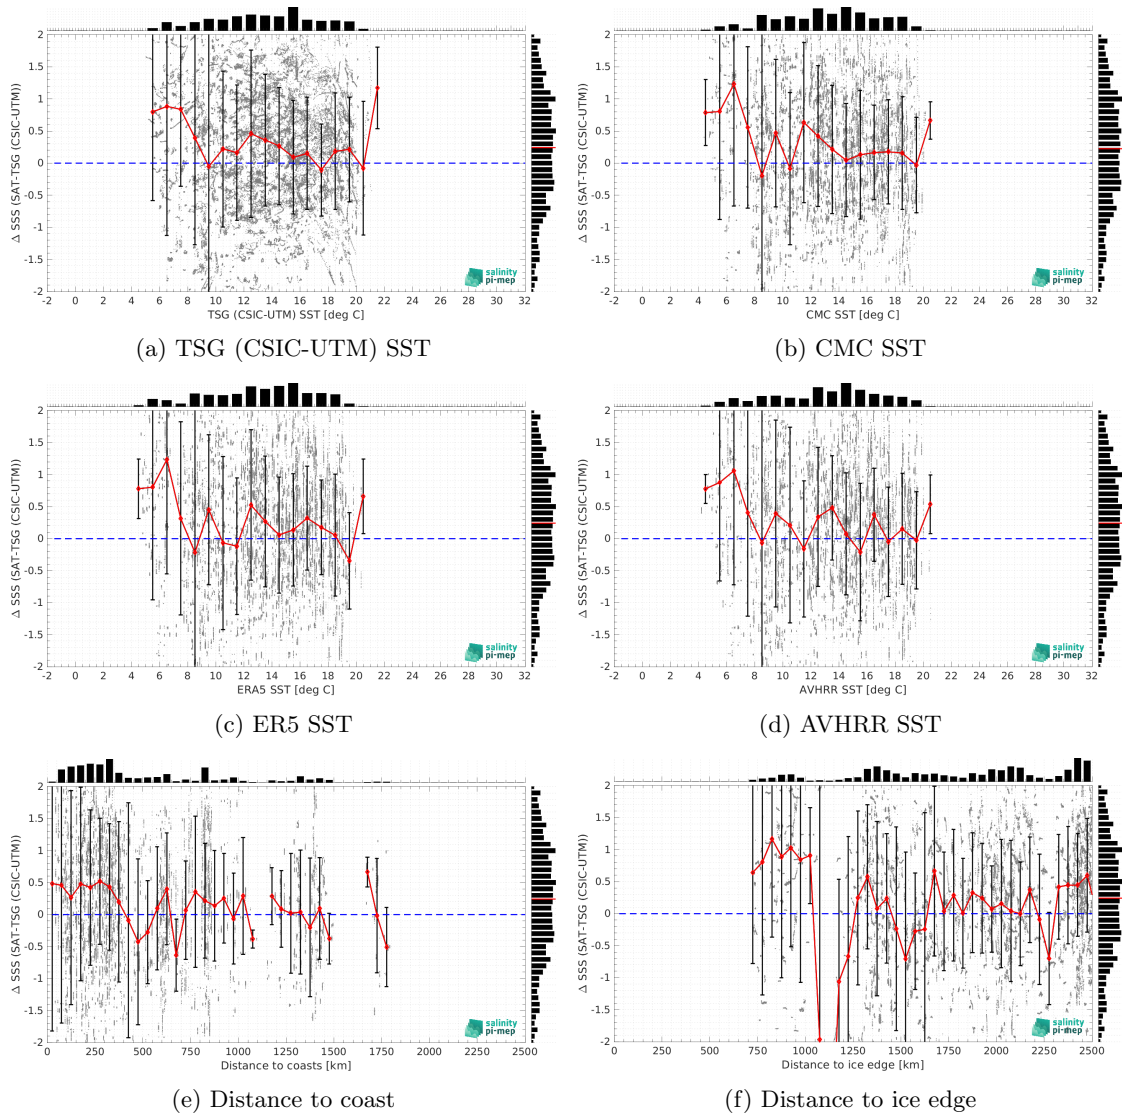 2
1.5
1
0.5
0
-0.5
-1
-1.5
-2
Δ SSS (SAT-TSG (CSIC-UTM))
-2 0 2 4 6 8 10 12 14 16 18 20 22 24 26 28 30 32
TSG (CSIC-UTM) SST [deg C]
salinity
pi-mep
(a) TSG (CSIC-UTM) SST
2
1.5
1
0.5
0
-0.5
-1
-1.5
-2
Δ SSS (SAT-TSG (CSIC-UTM))
-2 0 2 4 6 8 10 12 14 16 18 20 22 24 26 28 30 32
CMC SST [deg C]
salinity
pi-mep
(b) CMC SST
2
1.5
1
0.5
0
-0.5
-1
-1.5
-2
Δ SSS (SAT-TSG (CSIC-UTM))
-2 0 2 4 6 8 10 12 14 16 18 20 22 24 26 28 30 32
ERA5 SST [deg C]
salinity
pi-mep
(c) ER5 SST
2
1.5
1
0.5
0
-0.5
-1
-1.5
-2
Δ SSS (SAT-TSG (CSIC-UTM))
-2 0 2 4 6 8 10 12 14 16 18 20 22 24 26 28 30 32
AVHRR SST [deg C]
salinity
pi-mep
(d) AVHRR SST
2
1.5
1
0.5
0
-0.5
-1
-1.5
-2
Δ SSS (SAT-TSG (CSIC-UTM))
0 250 500 750 1000 1250 1500 1750 2000 2250 2500
Distance to coasts [km]
salinity
pi-mep
(e) Distance to coast
2
1.5
1
0.5
0
-0.5
-1
-1.5
-2
Δ SSS (SAT-TSG (CSIC-UTM))
0 250 500 750 1000 1250 1500 1750 2000 2250 2500
Distance to ice edge [km]
salinity
pi-mep
(f) Distance to ice edge